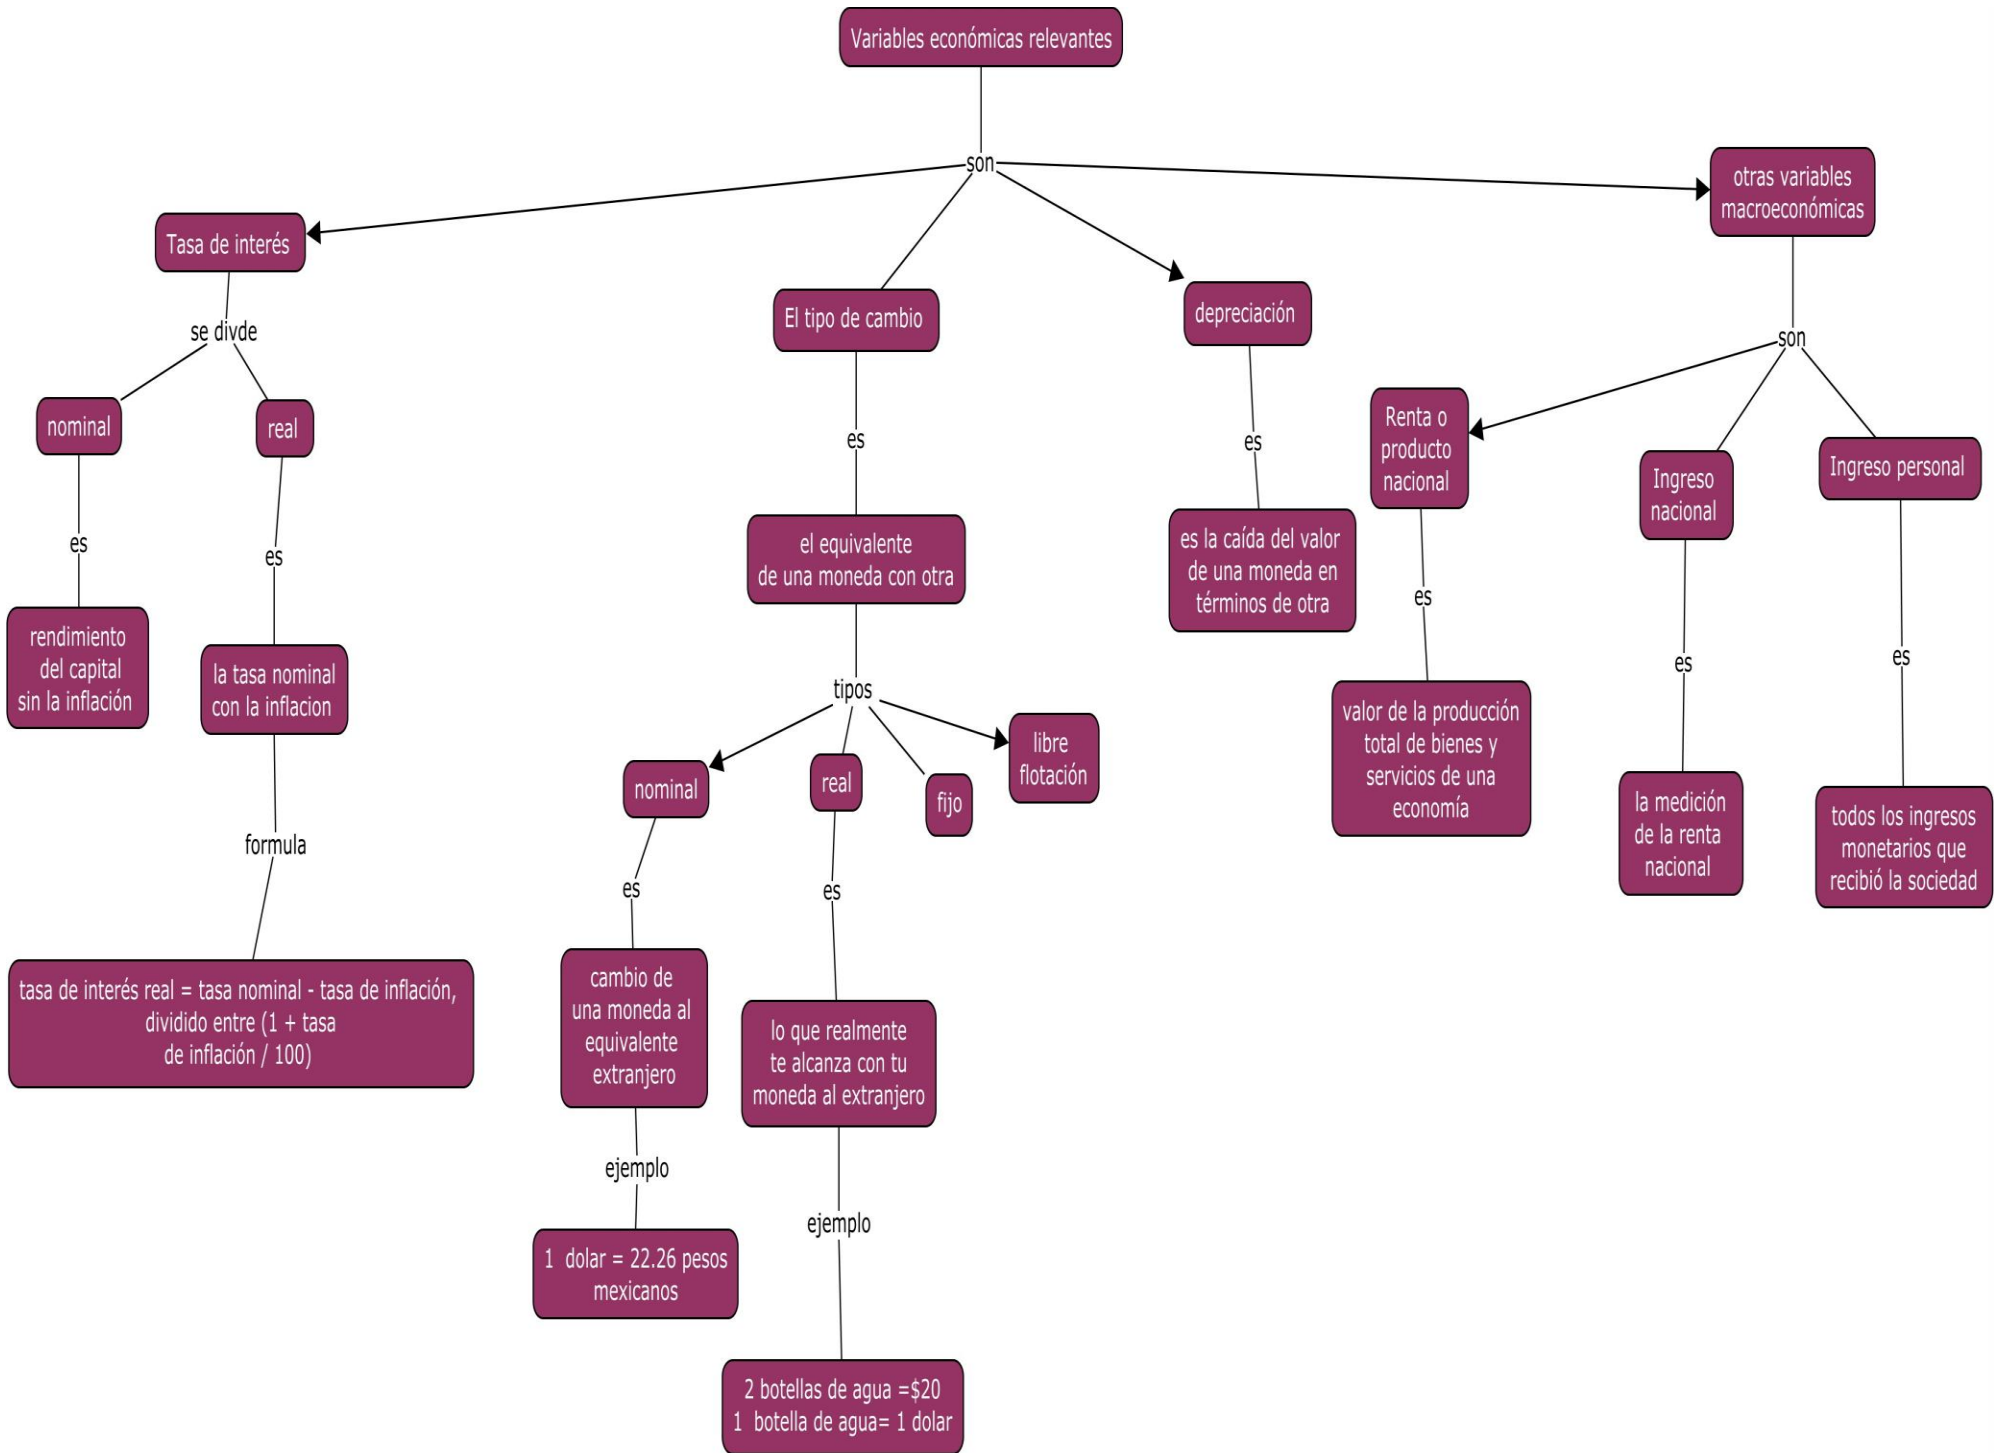 Variables económicas relevantes
son
otras variables
macroeconómicas
Tasa de interés
El tipo de cambio
depreciación
se divde
son
nominal
real
es
es
Renta o
producto
nacional
Ingreso
nacional
Ingreso personal
es
es
el equivalente
de una moneda con otra
es la caída del valor
de una moneda en
términos de otra
es
es
es
rendimiento
del capital
sin la inflación
la tasa nominal
con la inflacion
tipos
valor de la producción
total de bienes y
servicios de una
economía
la medición
de la renta
nacional
todos los ingresos
monetarios que
recibió la sociedad
nominal
real
fijo
libre
flotación
formula
es
es
tasa de interés real = tasa nominal - tasa de inflación,
dividido entre (1 + tasa
de inflación / 100)
cambio de
una moneda al
equivalente
extranjero
lo que realmente
te alcanza con tu
moneda al extranjero
ejemplo
ejemplo
1 dolar = 22.26 pesos
mexicanos
2 botellas de agua =$20
1 botella de agua= 1 dolar